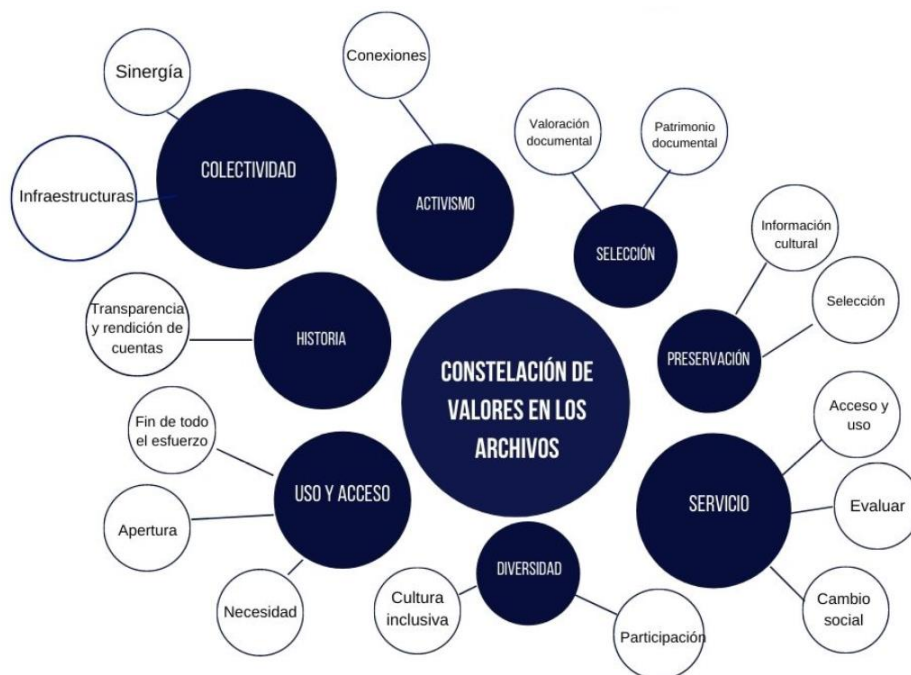 Sinergía
Conexiones
COLECTIVIDAD
Infraestructuras
ACTIVISMO
Valoración
documental
Patrimonio
documental
SELECCIÓN
Información
cultural
Selección
PRESERVACIÓN
Transparencia
y rendición de
cuentas
HISTORIA
CONSTELACIÓN DE
VALORES EN LOS
ARCHIVOS
Fin de todo
el esfuerzo
Apertura
Necesidad
USO Y ACCESO
Acceso y
uso
Evaluar
Cambio
social
SERVICIO
DIVERSIDAD
Cultura
inclusiva
Participación